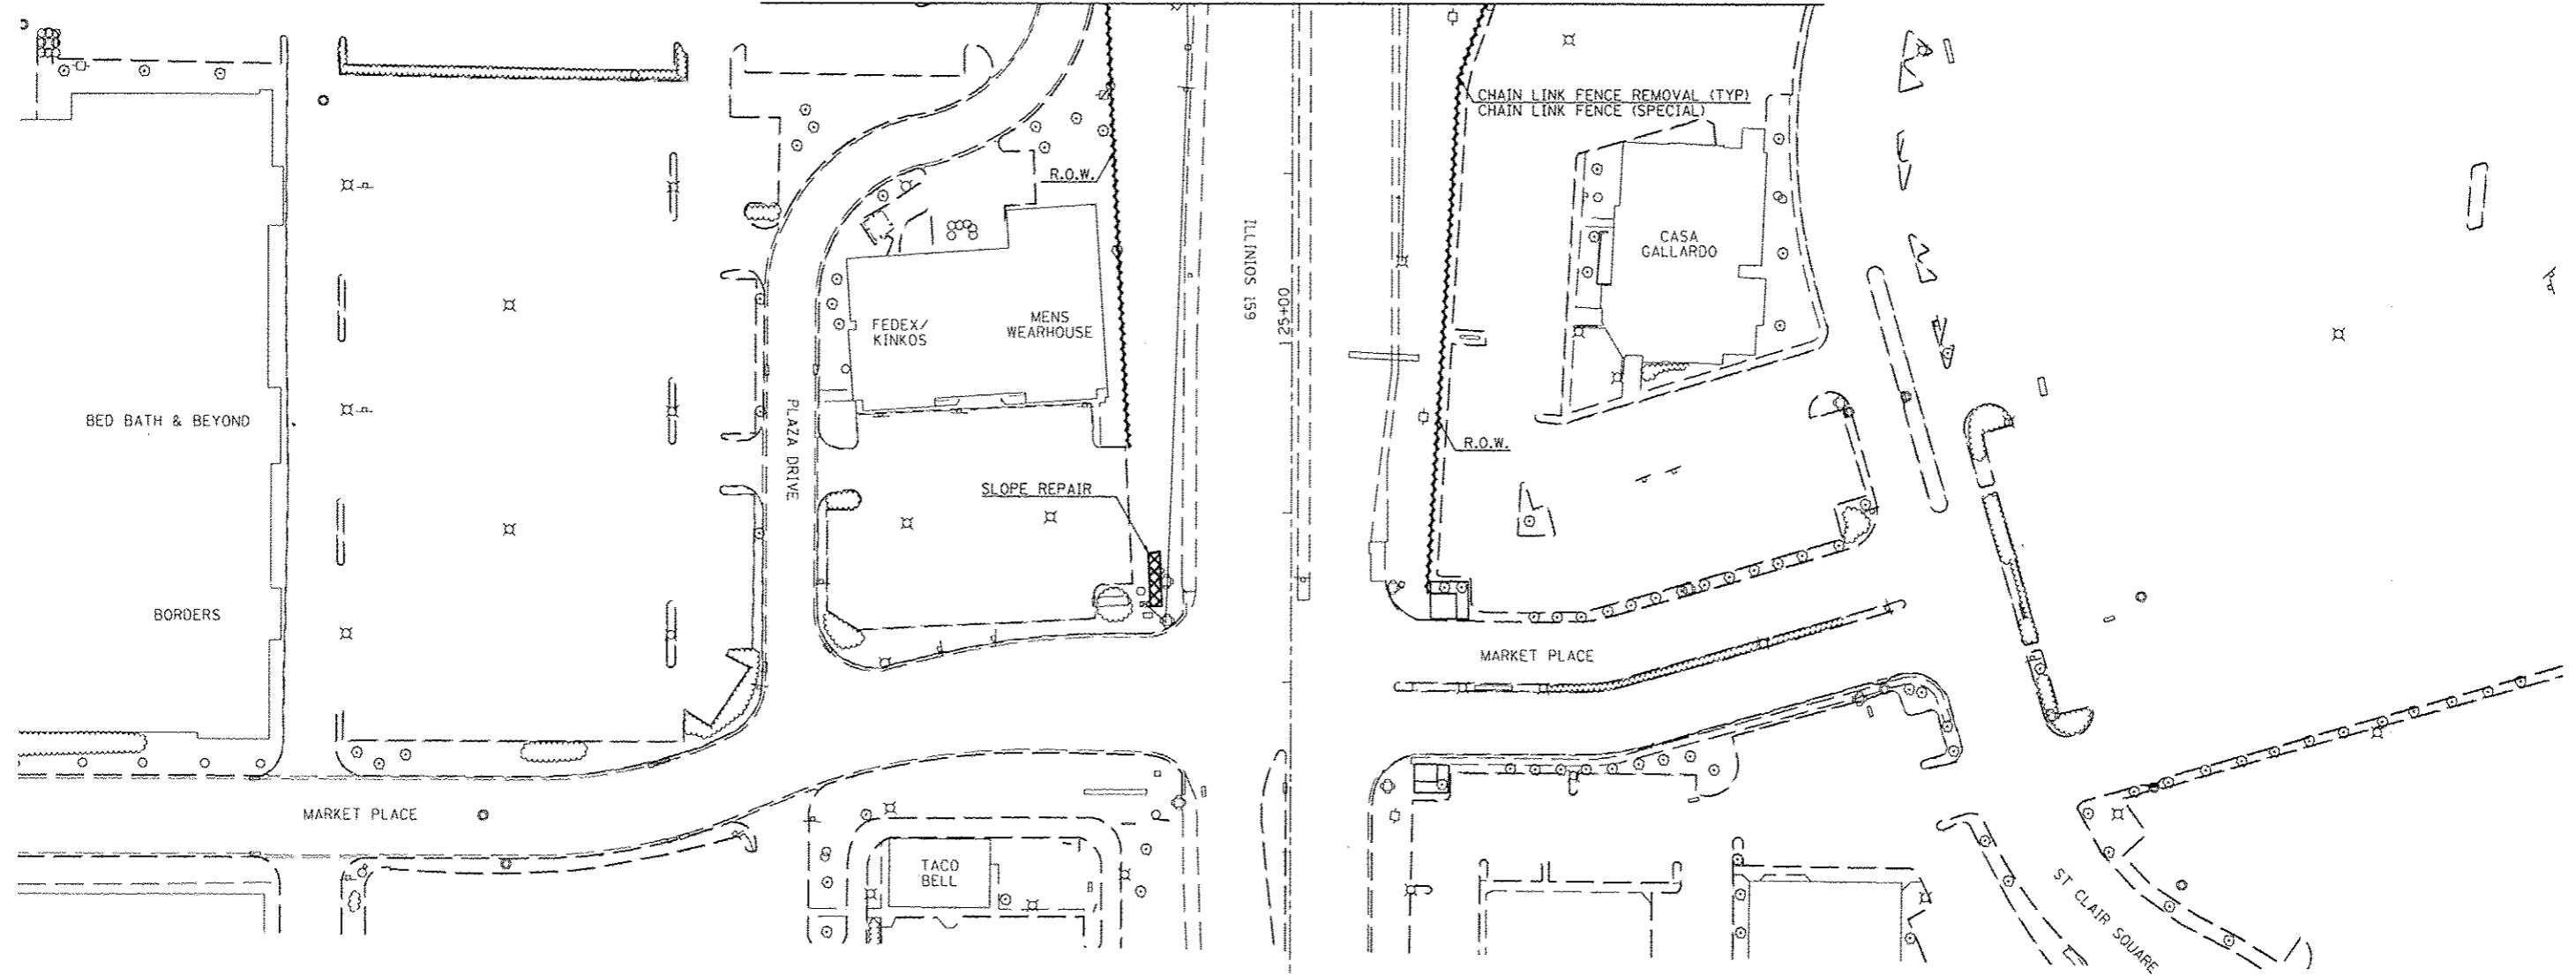 CHAIN LINK FENCE REMOVAL (TYP)
CHAIN LINK FENCE (SPECIAL)
R.O.W.
ILLINOIS 159
125+00
CASA
GALLARDO
FEDEX/
KINKOS
MENS
WEARHOUSE
PLAZA DRIVE
BED BATH & BEYOND
R.O.W.
SLOPE REPAIR
BORDERS
MARKET PLACE
MARKET PLACE
TACO
BELL
ST CLAIR SQUARE